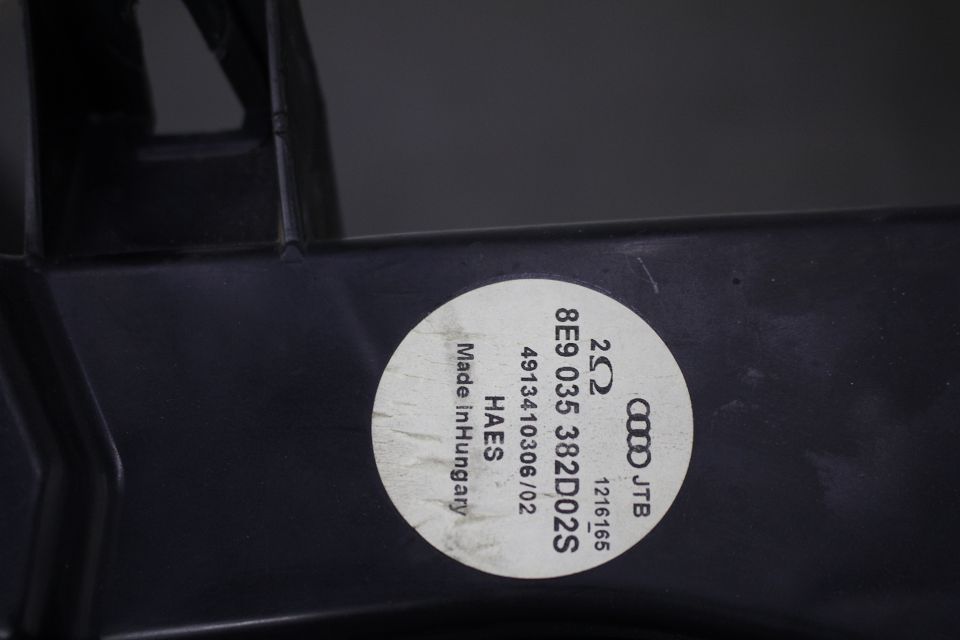 JTB
2Ω 1216165
8E9 035 382D02S
4913410306/02
HAES
Made in Hungary